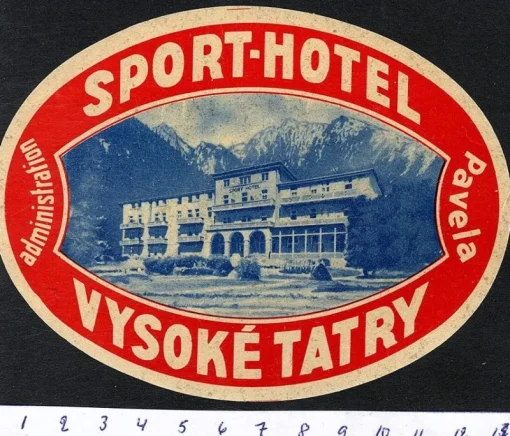 SPORT-HOTEL
administration
Pavela
SPORT HOTEL
VYSOKÉ TATRY
1 2 3 4 5 6 7 8 9 10 11 12 13